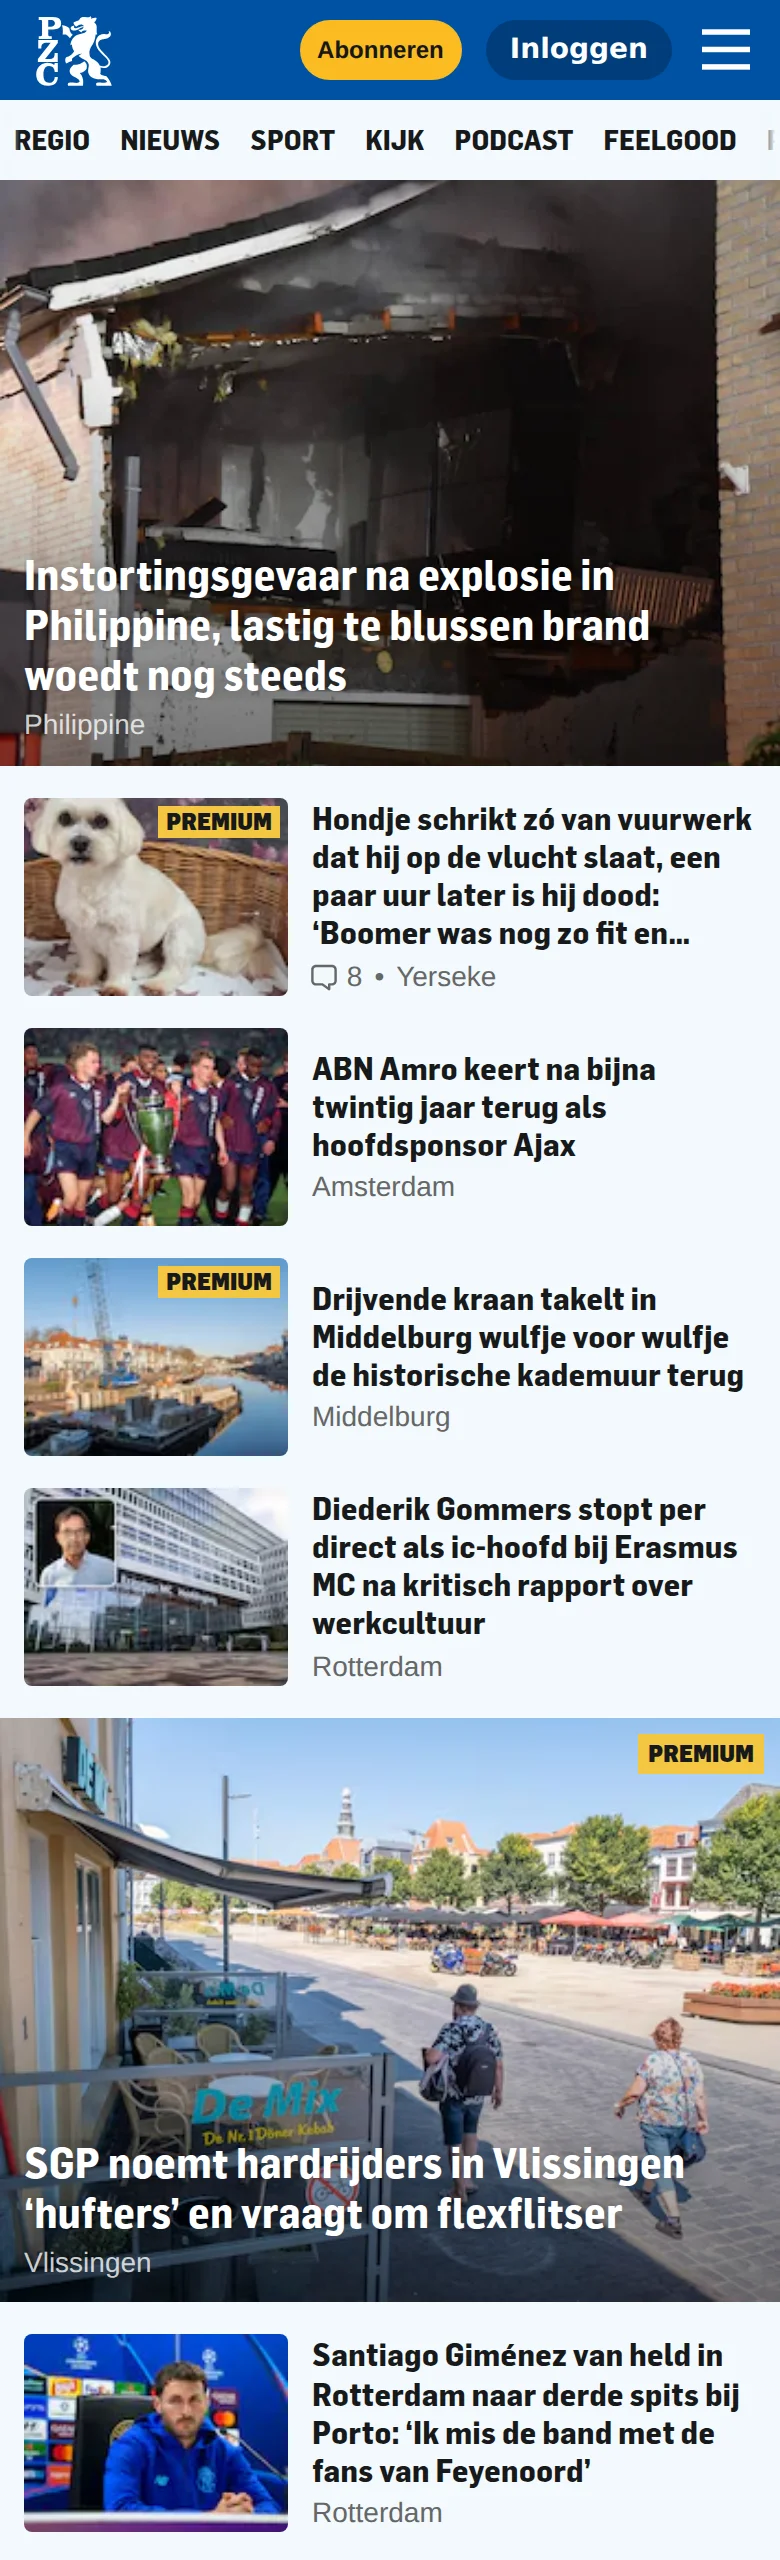 P
Z
C
Abonneren
Inloggen
REGIO NIEUWS SPORT KIJK PODCAST FEELGOOD
Instortingsgevaar na explosie in
Philippine, lastig te blussen brand
woedt nog steeds
Philippine
PREMIUM
Hondje schrikt zó van vuurwerk
dat hij op de vlucht slaat, een
paar uur later is hij dood:
‘Boomer was nog zo fit en...
8 • Yerseke
ABN Amro keert na bijna
twintig jaar terug als
hoofdsponsor Ajax
Amsterdam
PREMIUM
Drijvende kraan takelt in
Middelburg wulfje voor wulfje
de historische kademuur terug
Middelburg
Diederik Gommers stopt per
direct als ic-hoofd bij Erasmus
MC na kritisch rapport over
werkcultuur
Rotterdam
PREMIUM
De Mix
De Nr. 1 Döner Kebab
SGP noemt hardrijders in Vlissingen
‘hufters’ en vraagt om flexflitser
Vlissingen
Santiago Giménez van held in
Rotterdam naar derde spits bij
Porto: ‘Ik mis de band met de
fans van Feyenoord’
Rotterdam